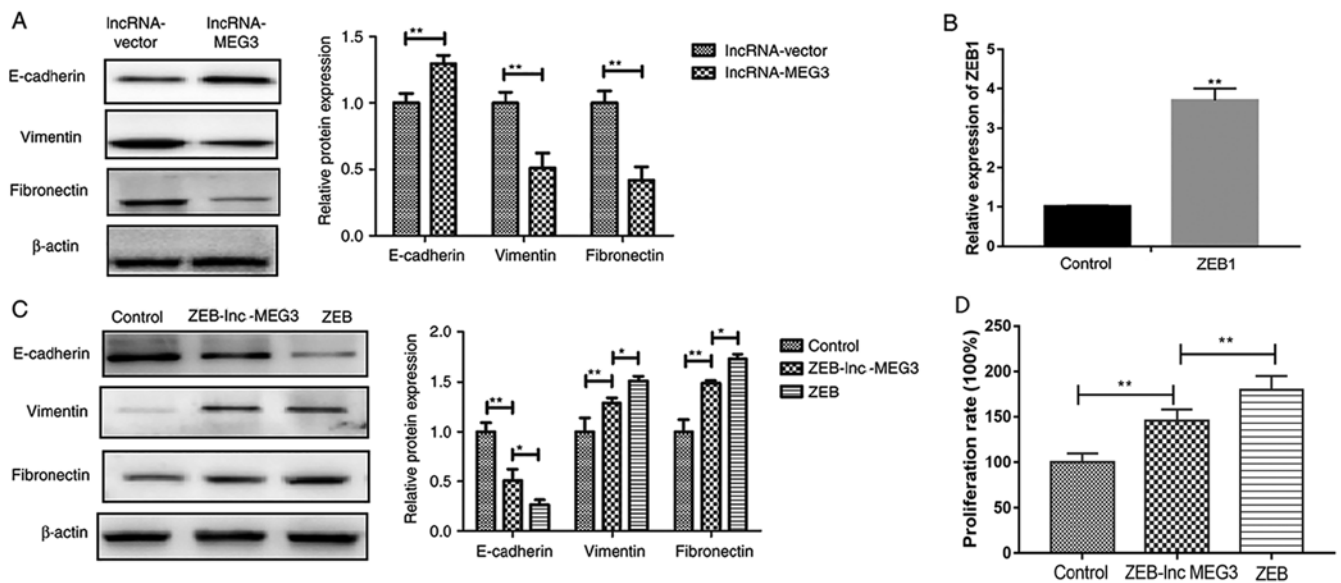 A
lncRNA-vector
lncRNA-MEG3
E-cadherin
Vimentin
Fibronectin
β-actin
Relative protein expression
1.5
1.0
0.5
0.0
**
**
**
E-cadherin Vimentin Fibronectin
lncRNA-vector
lncRNA-MEG3
B
Relative expression of ZEB1
5
4
3
2
1
0
**
Control ZEB1
C
Control ZEB-lnc -MEG3 ZEB
E-cadherin
Vimentin
Fibronectin
β-actin
Relative protein expression
2.0
1.5
1.0
0.5
0.0
**
*
**
*
**
*
E-cadherin Vimentin Fibronectin
Control
ZEB-lnc -MEG3
ZEB
D
Proliferation rate (100%)
250
200
150
100
50
0
**
**
Control ZEB-lnc MEG3 ZEB